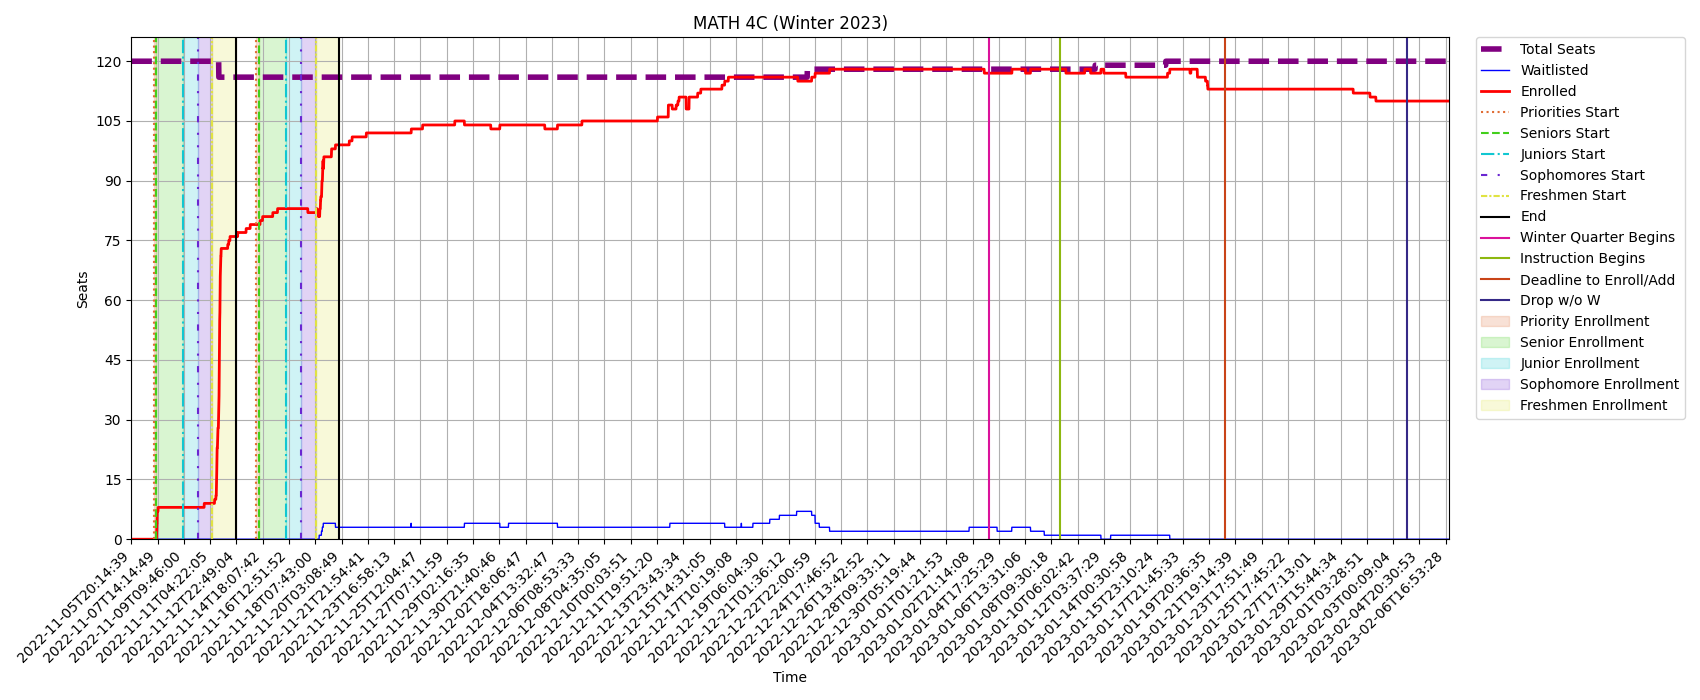 MATH 4C (Winter 2023)
Seats
120
105
90
75
60
45
30
15
0
2022-11-05T20:14:39
2022-11-07T14:14:49
2022-11-09T09:46:00
2022-11-11T04:22:05
2022-11-12T22:49:04
2022-11-14T18:07:42
2022-11-16T12:51:52
2022-11-18T07:43:00
2022-11-20T03:08:49
2022-11-21T21:54:41
2022-11-23T16:58:13
2022-11-25T12:04:47
2022-11-27T07:11:59
2022-11-29T02:16:35
2022-11-30T21:40:46
2022-12-02T18:06:47
2022-12-04T13:32:47
2022-12-06T08:53:33
2022-12-08T04:35:05
2022-12-10T00:03:51
2022-12-11T19:51:20
2022-12-13T23:43:34
2022-12-15T14:31:05
2022-12-17T10:19:08
2022-12-19T06:04:30
2022-12-21T01:36:12
2022-12-22T22:00:59
2022-12-24T17:46:52
2022-12-26T13:42:52
2022-12-28T09:33:11
2022-12-30T05:19:44
2023-01-01T01:21:53
2023-01-02T21:14:08
2023-01-04T17:25:29
2023-01-06T13:31:06
2023-01-08T09:30:18
2023-01-10T06:02:42
2023-01-12T03:37:29
2023-01-14T00:30:58
2023-01-15T23:10:24
2023-01-17T21:45:33
2023-01-19T20:36:35
2023-01-21T19:14:39
2023-01-23T17:51:49
2023-01-25T17:45:22
2023-01-27T17:13:01
2023-01-29T15:44:34
2023-02-01T03:28:51
2023-02-03T00:09:04
2023-02-04T20:30:53
2023-02-06T16:53:28
Time
Total Seats
Waitlisted
Enrolled
Priorities Start
Seniors Start
Juniors Start
Sophomores Start
Freshmen Start
End
Winter Quarter Begins
Instruction Begins
Deadline to Enroll/Add
Drop w/o W
Priority Enrollment
Senior Enrollment
Junior Enrollment
Sophomore Enrollment
Freshmen Enrollment